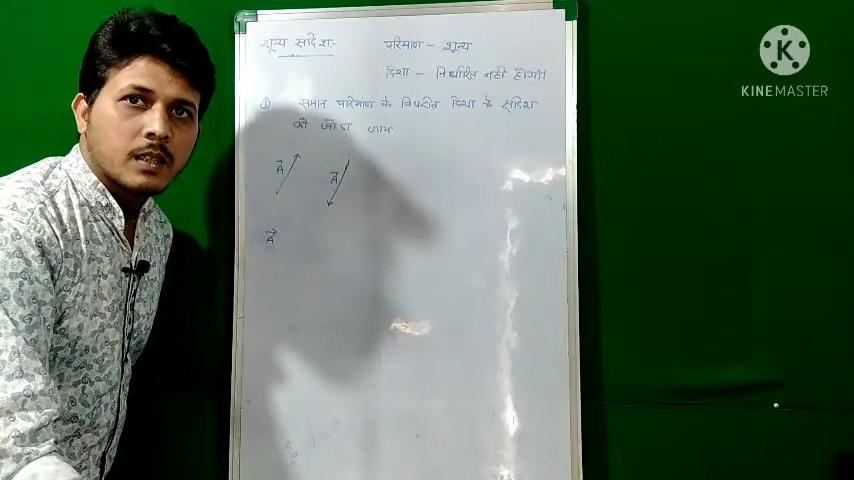 शून्य सदिश:- परिमाण - शून्य
दिशा - निर्धारित नही होगी।
① समान परिमाण के विपरीत दिशा के सदिश
को जोडा जाय
A⃗ A⃗
A⃗
KINEMASTER